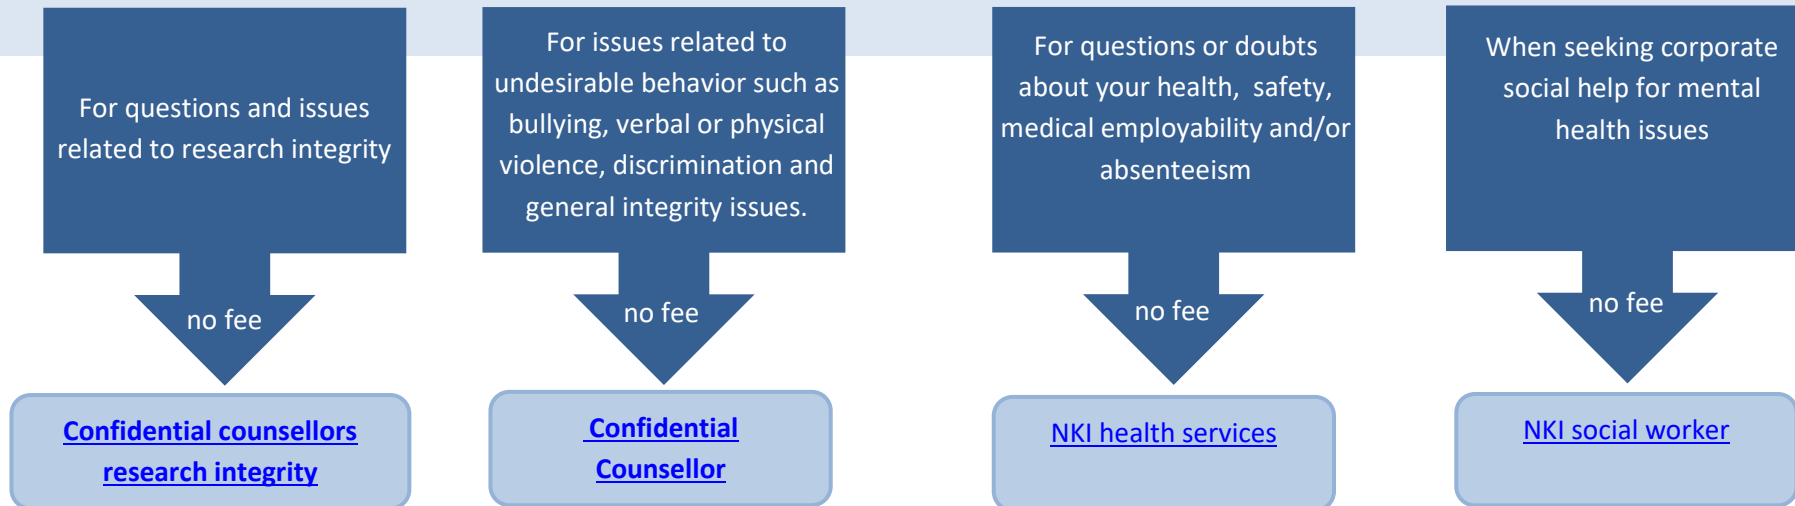 For questions and issues
related to research integrity
no fee
Confidential counsellors
research integrity
For issues related to
undesirable behavior such as
bullying, verbal or physical
violence, discrimination and
general integrity issues.
no fee
Confidential
Counsellor
For questions or doubts
about your health, safety,
medical employability and/or
absenteeism
no fee
NKI health services
When seeking corporate
social help for mental
health issues
no fee
NKI social worker